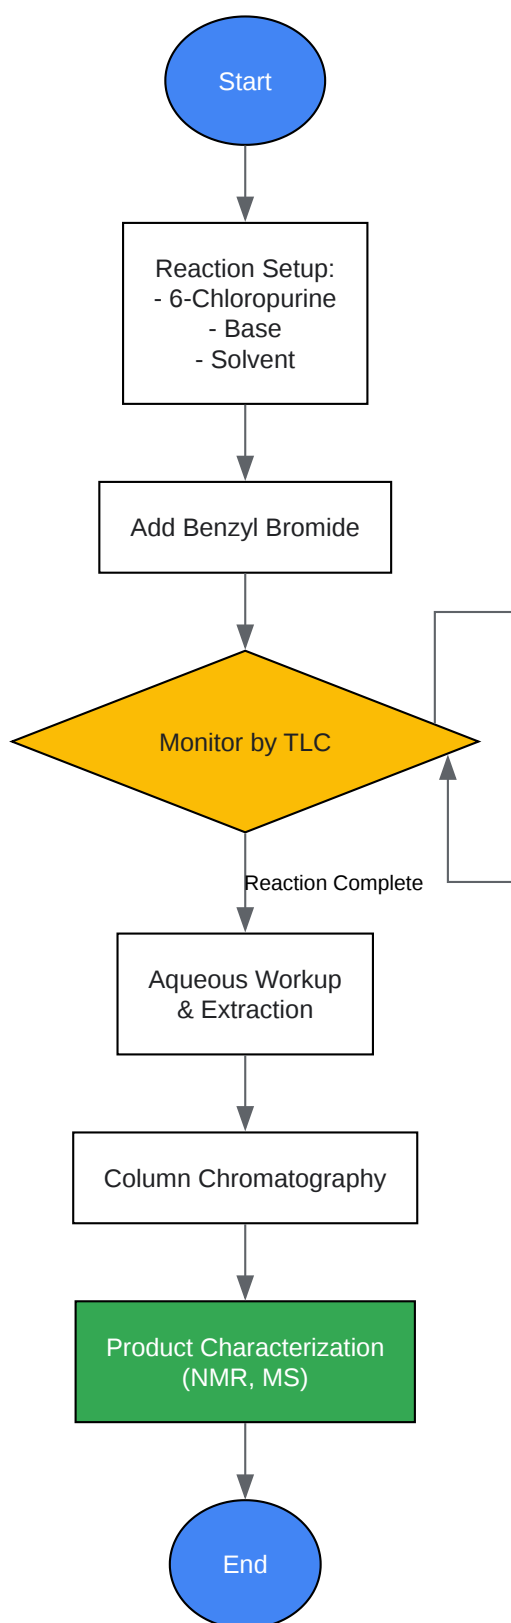 Start
Reaction Setup:
- 6-Chloropurine
- Base
- Solvent
Add Benzyl Bromide
Monitor by TLC
Reaction Complete
Aqueous Workup
& Extraction
Column Chromatography
Product Characterization
(NMR, MS)
End